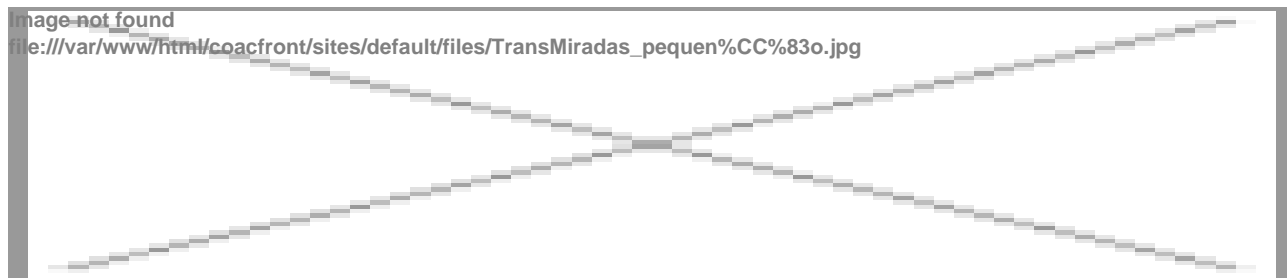 Image not found
file:///var/www/html/coacfront/sites/default/files/TransMiradas_pequen%CC%83o.jpg